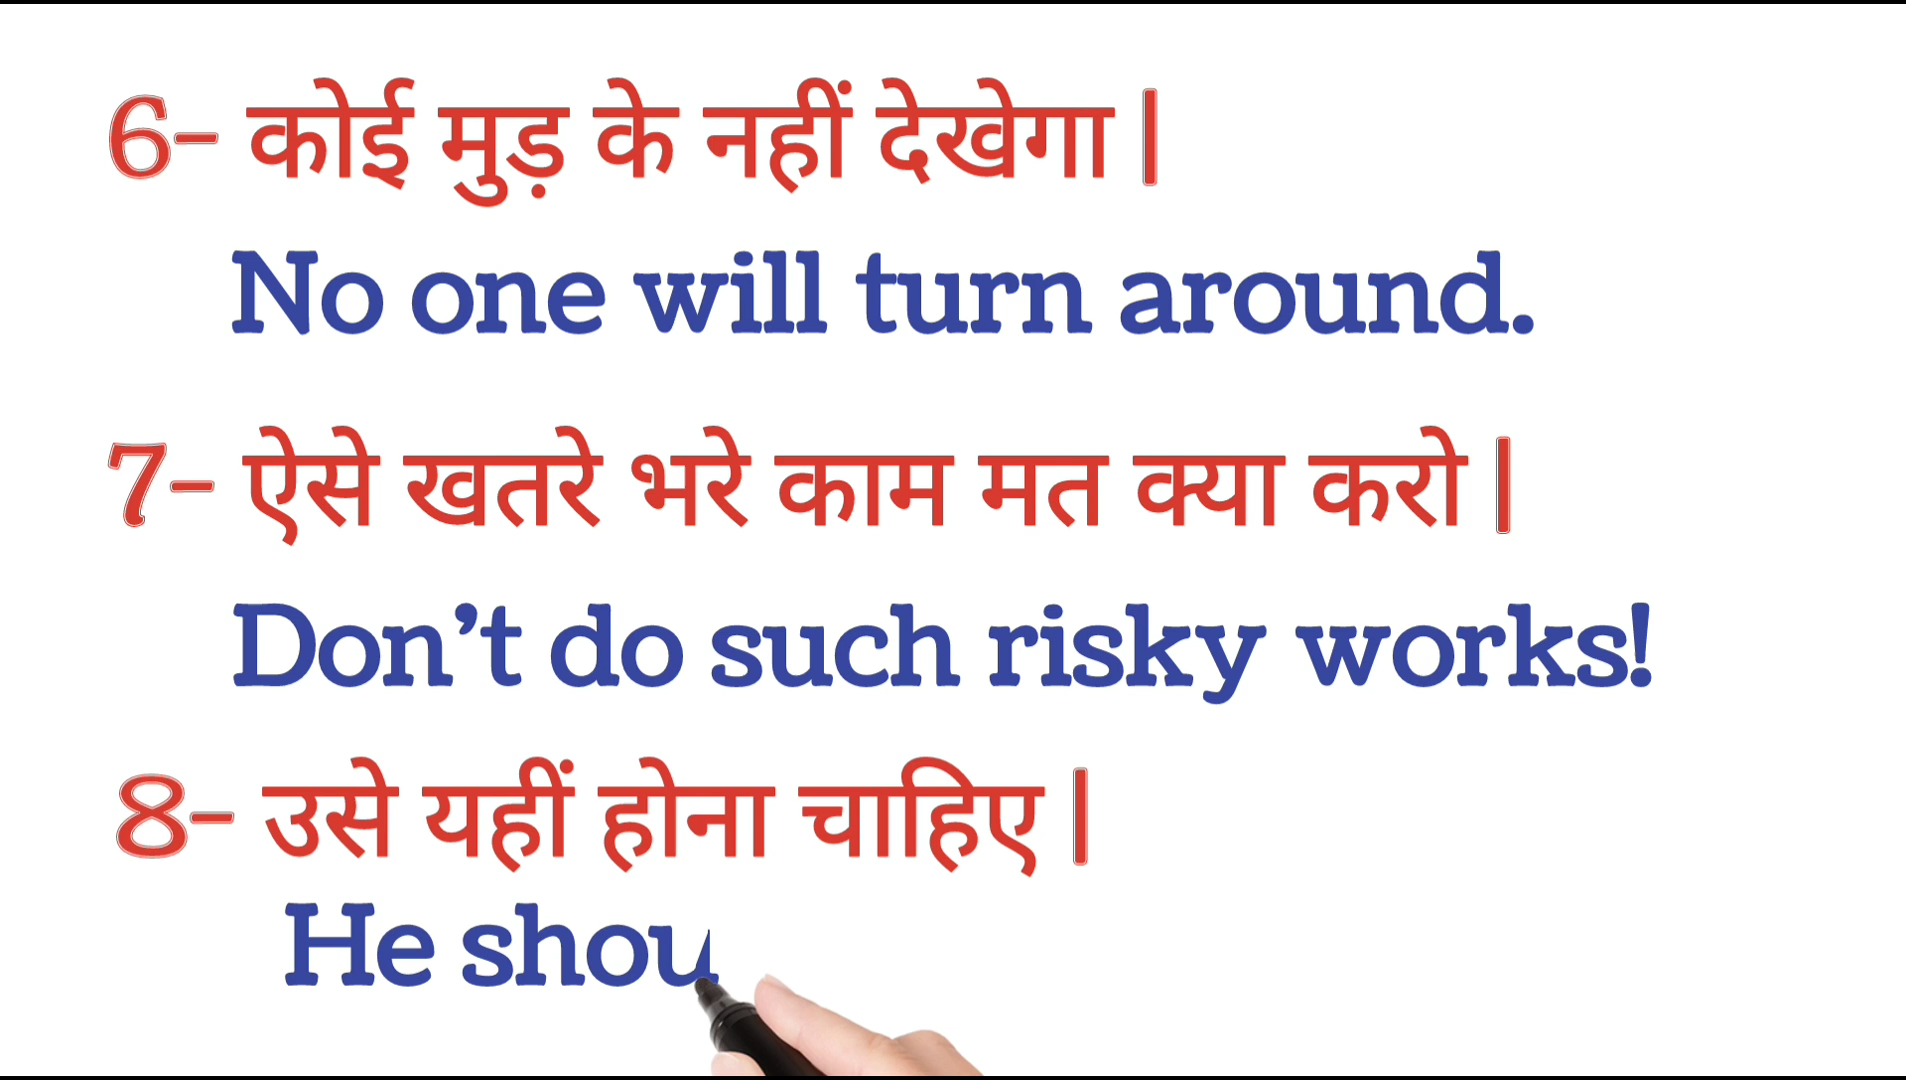 6- कोई मुड़ के नहीं देखेगा |
No one will turn around.
7- ऐसे खतरे भरे काम मत क्या करो |
Don’t do such risky works!
8- उसे यहीं होना चाहिए |
He shou